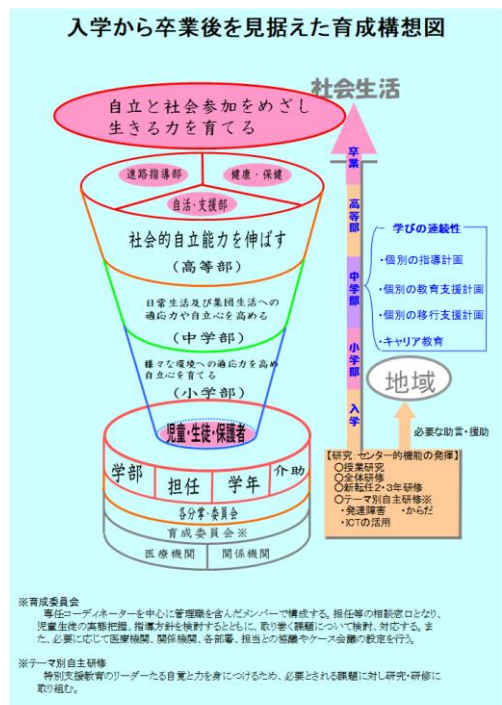 入学から卒業後を見据えた育成構想図
社会生活
自立と社会参加をめざし
生きる力を育てる
進路指導部
健康・保健
自活・支援部
社会的自立能力を伸ばす
(高等部)
日常生活及び集団生活への
適応力や自立心を高める
(中学部)
様々な環境への適応力を高め
自立心を育てる
(小学部)
児童・生徒・保護者
学部
担任
学年
介助
各分掌・委員会
育成委員会※
医療機関
関係機関
卒業
高等部
中学部
小学部
入学
学びの連続性
・個別の指導計画
・個別の教育支援計画
・個別の移行支援計画
・キャリア教育
地域
必要な助言・援助
【研究 センター的機能の発揮】
○授業研究
○全体研修
○新転任2・3年研修
○テーマ別自主研修※
・発達障害 ・からだ
・ICTの活用
※育成委員会
専任コーディネーターを中心に管理職を含んだメンバーで構成する。担任等の相談窓口となり、
児童生徒の実態把握、指導方針を検討するとともに、取り巻く課題について検討、対応する。ま
た、必要に応じて医療機関、関係機関、各部署、担当との協議やケース会議の設定を行う。
※テーマ別自主研修
特別支援教育のリーダーたる自覚と力を身につけるため、必要とされる課題に対し研究・研修に
取り組む。